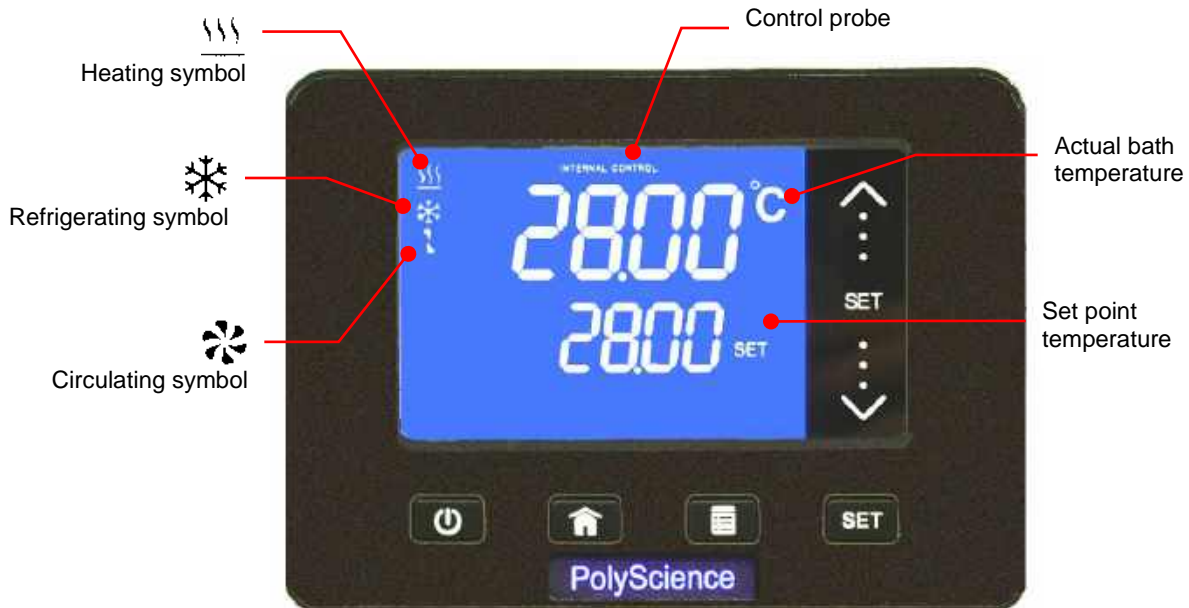 Control probe
Heating symbol
Actual bath
temperature
INTERNAL CONTROL
28.00 °C
Refrigerating symbol
SET
Set point
temperature
28.00 SET
Circulating symbol
SET
PolyScience